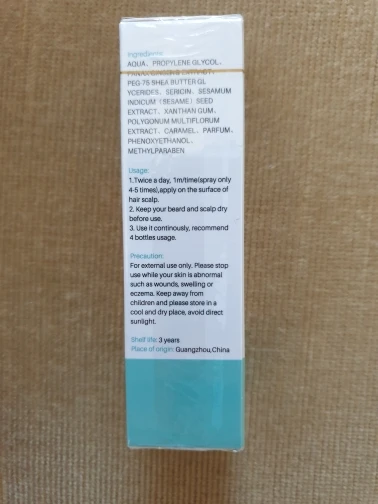 Ingredients:
AQUA、PROPYLENE GLYCOL、
PANAX GINSENG EXTRACT、
PEG-75 SHEA BUTTER GL
YCERIDES、SERICIN、SESAMUM
INDICUM (SESAME) SEED
EXTRACT、XANTHAN GUM、
POLYGONUM MULTIFLORUM
EXTRACT、CARAMEL、PARFUM、
PHENOXYETHANOL、
METHYLPARABEN
Usage:
1.Twice a day, 1m/time(spray only
4-5 times),apply on the surface of
hair scalp.
2. Keep your beard and scalp dry
before use.
3. Use it continously, recommend
4 bottles usage.
Precaution:
For external use only. Please stop
use while your skin is abnormal
such as wounds, swelling or
eczema. Keep away from
children and please store in a
cool and dry place, avoid direct
sunlight.
Shelf life: 3 years
Place of origin: Guangzhou,China